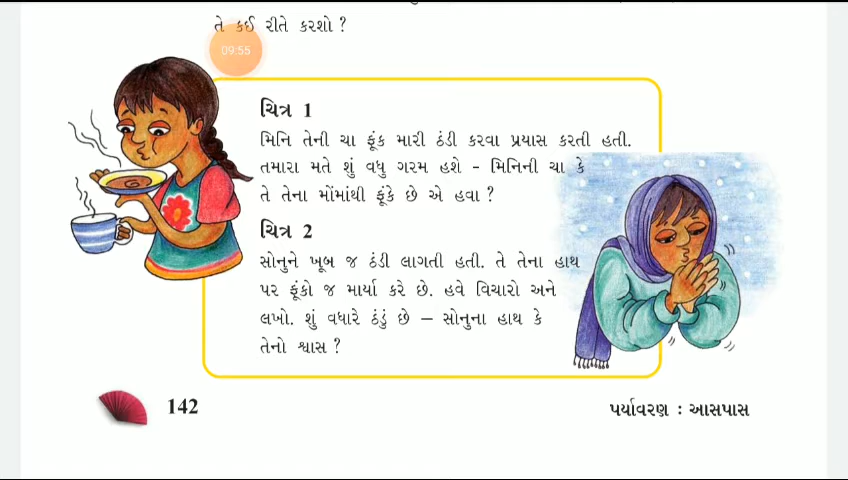 તે કઈ રીતે કરશો ?
09:55
ચિત્ર 1
મિનિ તેની ચા ફૂંક મારી ઠંડી કરવા પ્રયાસ કરતી હતી.
તમારા મતે શું વધુ ગરમ હશે - મિનિની ચા કે
તે તેના મોંમાંથી ફૂંકે છે એ હવા ?
ચિત્ર 2
સોનુને ખૂબ જ ઠંડી લાગતી હતી. તે તેના હાથ
પર ફૂંકો જ માર્યા કરે છે. હવે વિચારો અને
લખો. શું વધારે ઠંડું છે – સોનુના હાથ કે
તેનો શ્વાસ ?
142
પર્યાવરણ : આસપાસ